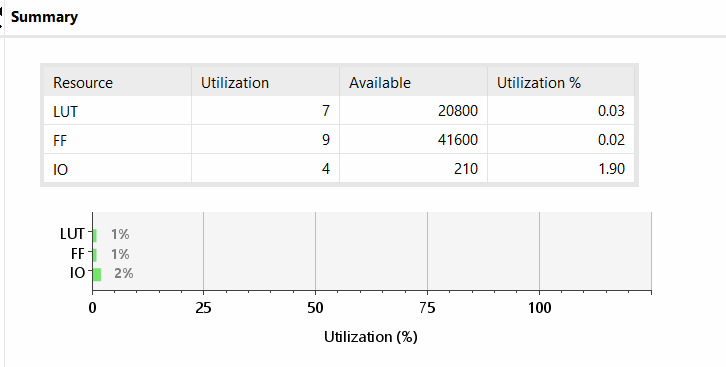 Summary
Resource Utilization Available Utilization %
LUT 7 20800 0.03
FF 9 41600 0.02
IO 4 210 1.90
LUT 1%
FF 1%
IO 2%
0 25 50 75 100
Utilization (%)